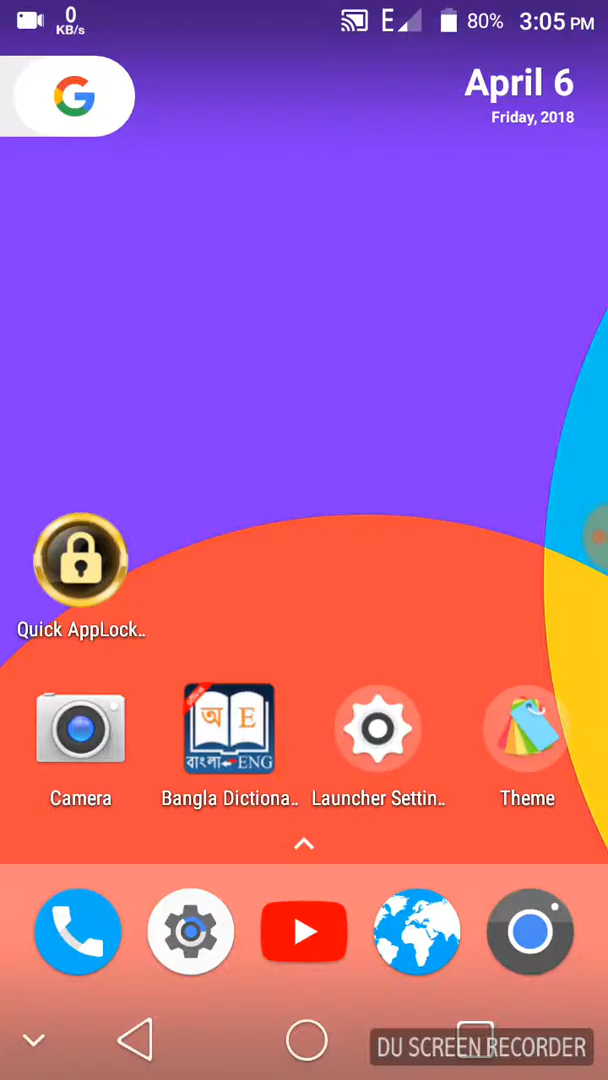 0
KB/s
E
80%
3:05 PM
G
April 6
Friday, 2018
Quick AppLock..
অ E
বাংলা ENG
Camera
Bangla Dictiona..
Launcher Settin..
Theme
DU SCREEN RECORDER